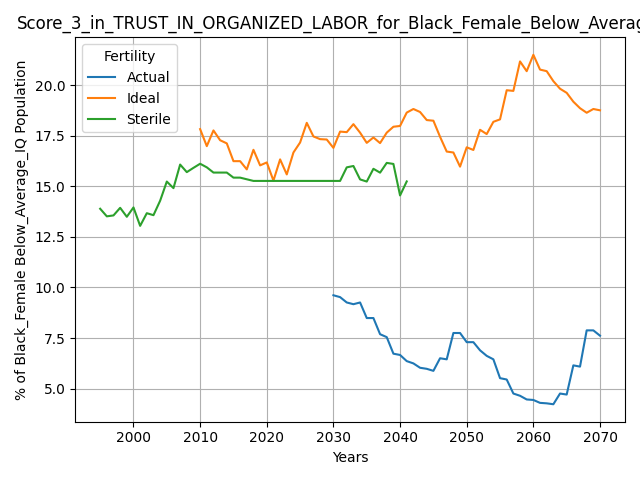 Score_3_in_TRUST_IN_ORGANIZED_LABOR_for_Black_Female_Below_Averag
Fertility
Actual
Ideal
Sterile
% of Black_Female Below_Average_IQ Population
20.0
17.5
15.0
12.5
10.0
7.5
5.0
2000 2010 2020 2030 2040 2050 2060 2070
Years